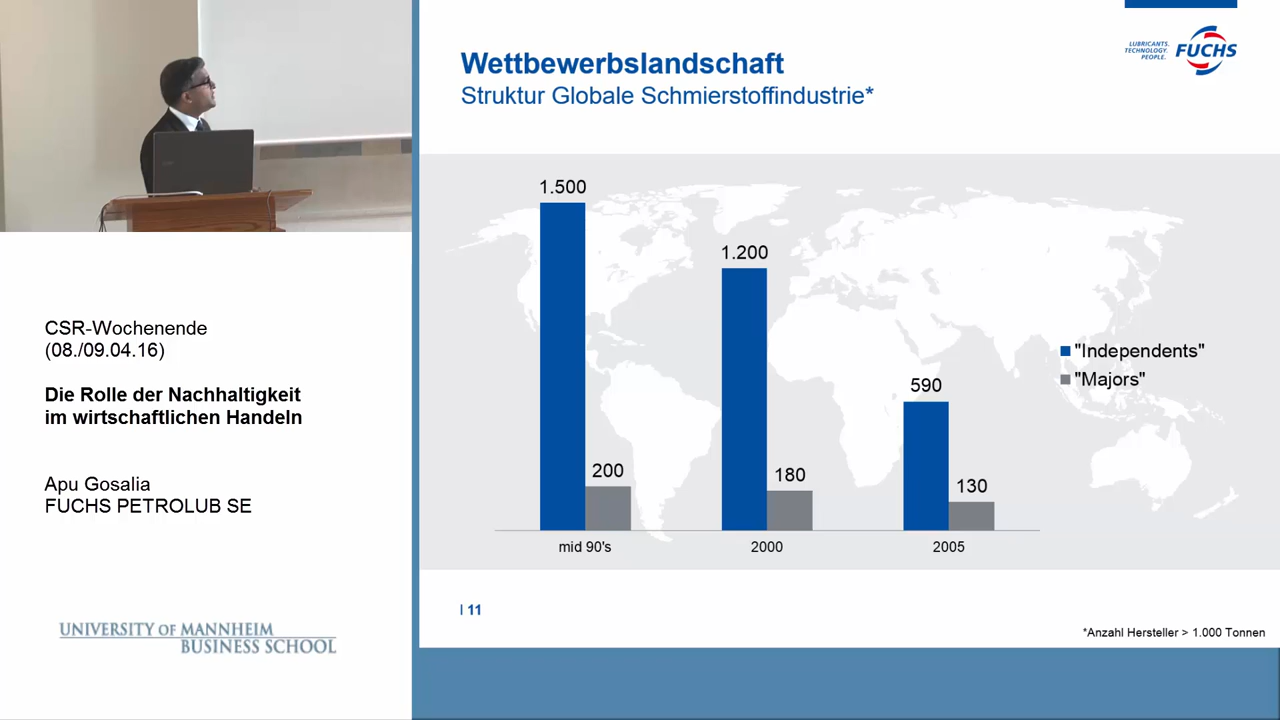 Wettbewerbslandschaft
Struktur Globale Schmierstoffindustrie*
LUBRICANTS.
TECHNOLOGY.
PEOPLE.
FUCHS
1.500
1.200
590
200
180
130
"Independents"
"Majors"
mid 90's
2000
2005
| 11
*Anzahl Hersteller > 1.000 Tonnen
CSR-Wochenende
(08./09.04.16)
Die Rolle der Nachhaltigkeit
im wirtschaftlichen Handeln
Apu Gosalia
FUCHS PETROLUB SE
UNIVERSITY OF MANNHEIM
BUSINESS SCHOOL